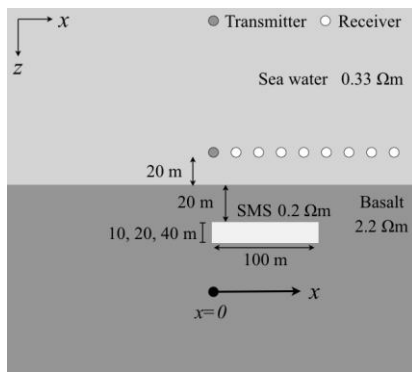 x
z
Transmitter
Receiver
Sea water 0.33 Ωm
20 m
20 m
SMS 0.2 Ωm
Basalt
2.2 Ωm
10, 20, 40 m
100 m
x
x=0